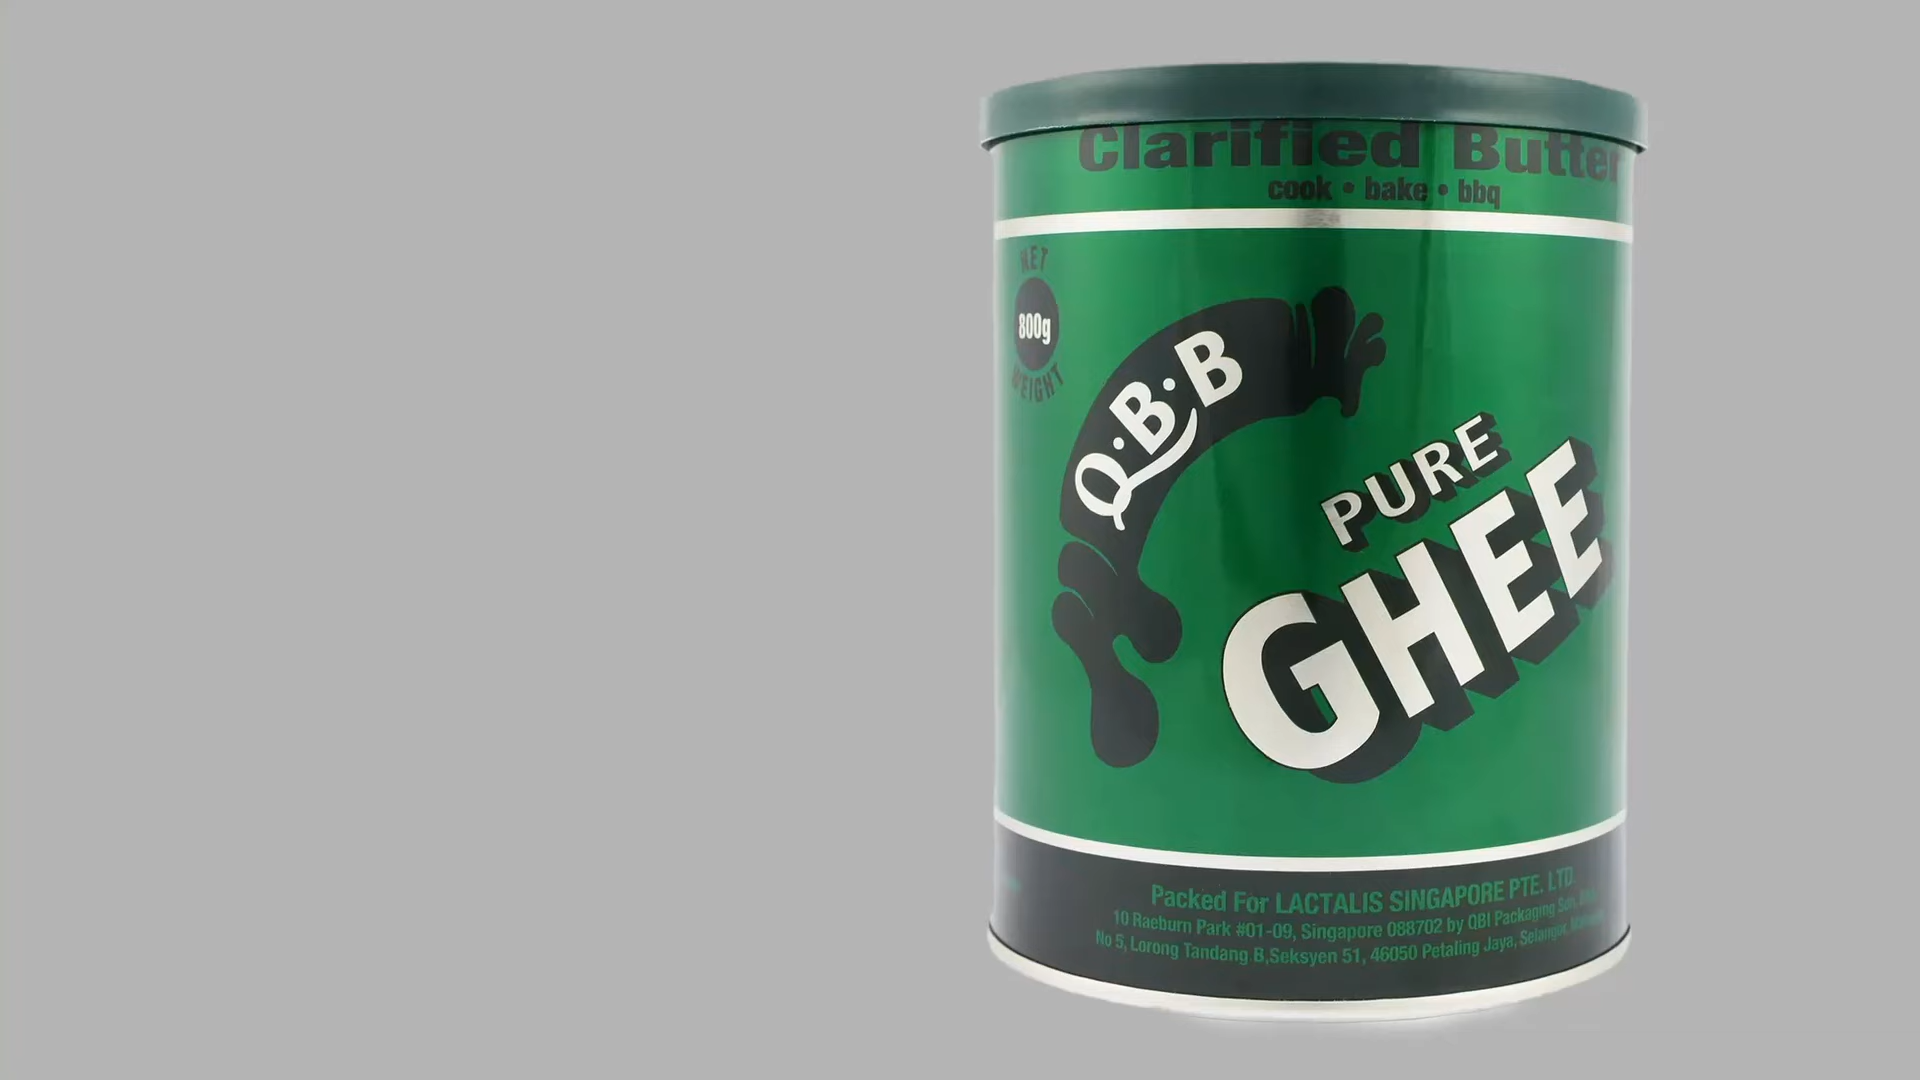 Clarified Butter
cook • bake • bbq
NET
800g
WEIGHT
Q·B·B
PURE
GHEE
Packed For LACTALIS SINGAPORE PTE. LTD
10 Raeburn Park #01-09, Singapore 088702 by QBI Packaging Sdn.
No 5, Lorong Tandang B,Seksyen 51, 46050 Petaling Jaya, Selangor,